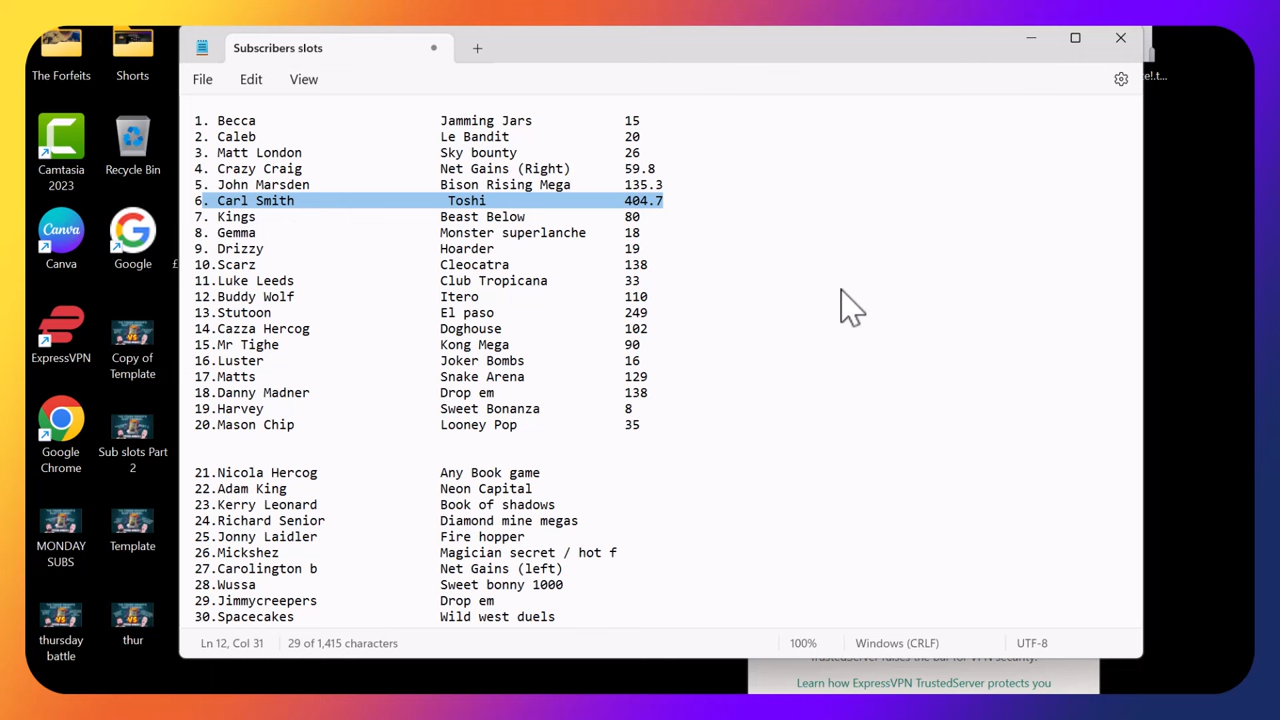 Subscribers slots
File Edit View
1. Becca Jamming Jars 15
2. Caleb Le Bandit 20
3. Matt London Sky bounty 26
4. Crazy Craig Net Gains (Right) 59.8
5. John Marsden Bison Rising Mega 135.3
6. Carl Smith Toshi 404.7
7. Kings Beast Below 80
8. Gemma Monster superlanche 18
9. Drizzy Hoarder 19
10.Scarz Cleocatra 138
11.Luke Leeds Club Tropicana 33
12.Buddy Wolf Itero 110
13.Stutoon El paso 249
14.Cazza Hercog Doghouse 102
15.Mr Tighe Kong Mega 90
16.Luster Joker Bombs 16
17.Matts Snake Arena 129
18.Danny Madner Drop em 138
19.Harvey Sweet Bonanza 8
20.Mason Chip Looney Pop 35
21.Nicola Hercog Any Book game
22.Adam King Neon Capital
23.Kerry Leonard Book of shadows
24.Richard Senior Diamond mine megas
25.Jonny Laidler Fire hopper
26.Mickshez Magician secret / hot f
27.Carolington b Net Gains (left)
28.Wussa Sweet bonny 1000
29.Jimmycreepers Drop em
30.Spacecakes Wild west duels
Ln 12, Col 31 29 of 1,415 characters 100% Windows (CRLF) UTF-8
The Forfeits Shorts
Camtasia
2023
Recycle Bin
Canva Google
ExpressVPN
Copy of
Template
Google
Chrome
Sub slots Part
2
MONDAY
SUBS
Template
thursday
battle
thur
TrustedServer raises the bar for VPN security.
Learn how ExpressVPN TrustedServer protects you